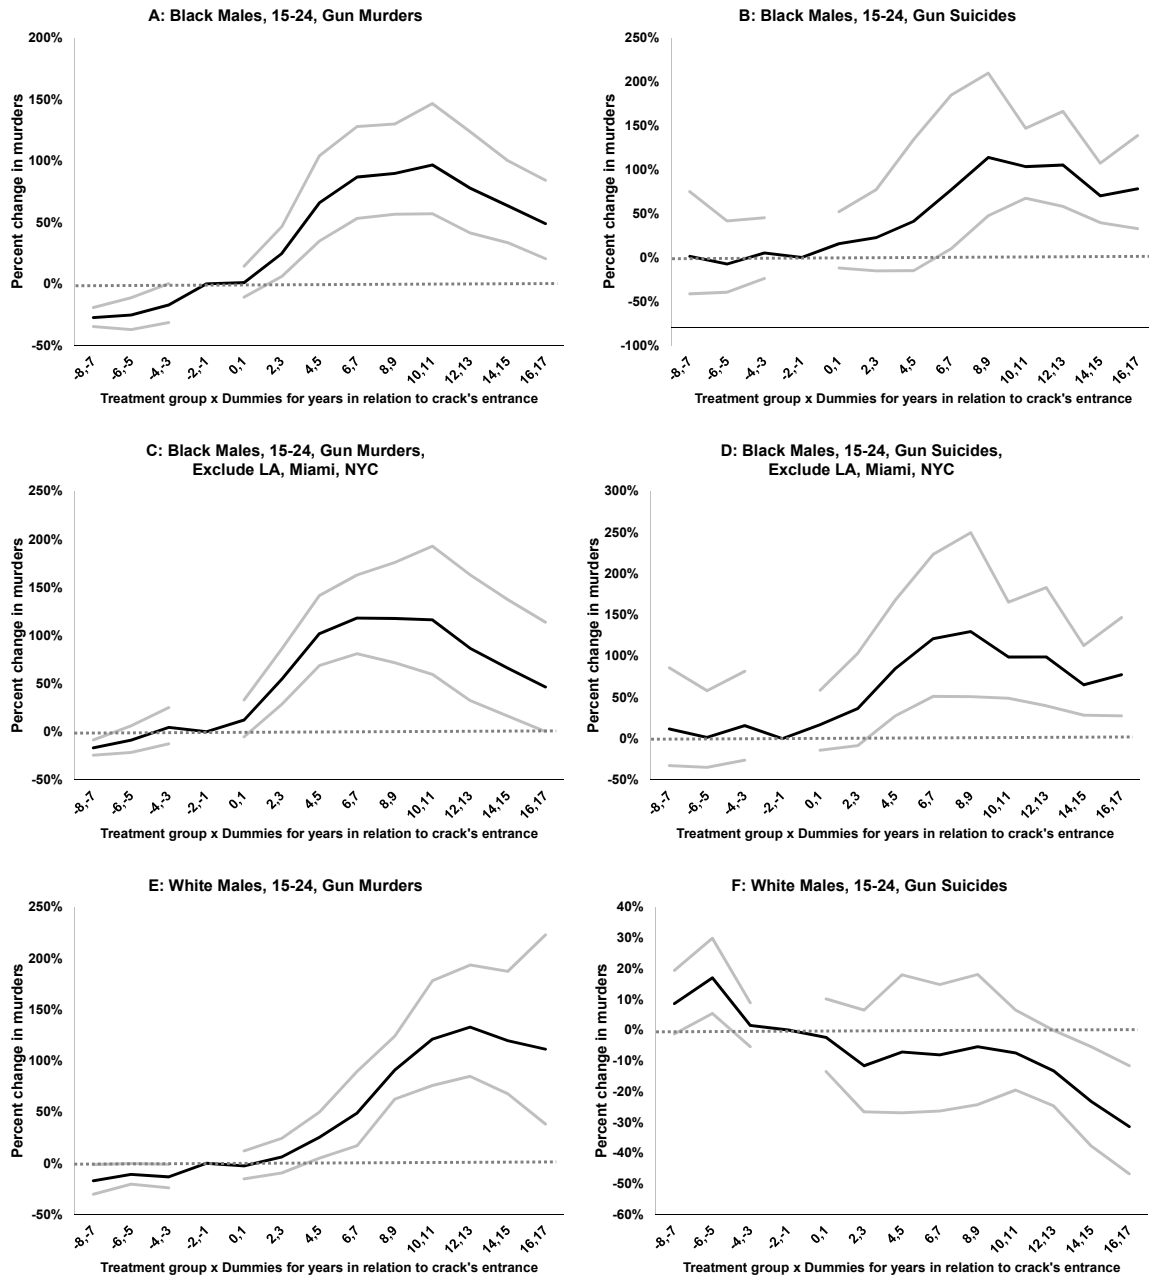 A: Black Males, 15-24, Gun Murders
Percent change in murders
200%
150%
100%
50%
0%
-50%
-8,-7 -6,-5 -4,-3 -2,-1 0,1 2,3 4,5 6,7 8,9 10,11 12,13 14,15 16,17
Treatment group x Dummies for years in relation to crack's entrance
B: Black Males, 15-24, Gun Suicides
Percent change in murders
250%
200%
150%
100%
50%
0%
-50%
-100%
-8,-7 -6,-5 -4,-3 -2,-1 0,1 2,3 4,5 6,7 8,9 10,11 12,13 14,15 16,17
Treatment group x Dummies for years in relation to crack's entrance
C: Black Males, 15-24, Gun Murders,
Exclude LA, Miami, NYC
Percent change in murders
250%
200%
150%
100%
50%
0%
-50%
-8,-7 -6,-5 -4,-3 -2,-1 0,1 2,3 4,5 6,7 8,9 10,11 12,13 14,15 16,17
Treatment group x Dummies for years in relation to crack's entrance
D: Black Males, 15-24, Gun Suicides,
Exclude LA, Miami, NYC
Percent change in murders
300%
250%
200%
150%
100%
50%
0%
-50%
-8,-7 -6,-5 -4,-3 -2,-1 0,1 2,3 4,5 6,7 8,9 10,11 12,13 14,15 16,17
Treatment group x Dummies for years in relation to crack's entrance
E: White Males, 15-24, Gun Murders
Percent change in murders
250%
200%
150%
100%
50%
0%
-50%
-8,-7 -6,-5 -4,-3 -2,-1 0,1 2,3 4,5 6,7 8,9 10,11 12,13 14,15 16,17
Treatment group x Dummies for years in relation to crack's entrance
F: White Males, 15-24, Gun Suicides
Percent change in murders
40%
30%
20%
10%
0%
-10%
-20%
-30%
-40%
-50%
-60%
-8,-7 -6,-5 -4,-3 -2,-1 0,1 2,3 4,5 6,7 8,9 10,11 12,13 14,15 16,17
Treatment group x Dummies for years in relation to crack's entrance